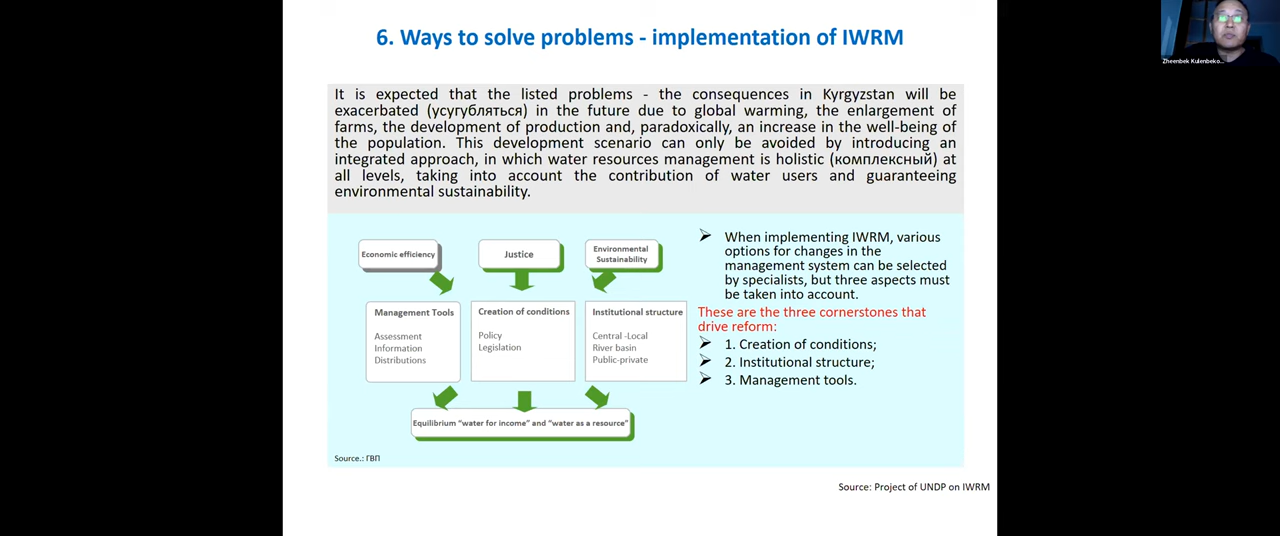 6. Ways to solve problems - implementation of IWRM
Zheenbek Kulenbeko...
It is expected that the listed problems - the consequences in Kyrgyzstan will be
exacerbated (усугубляться) in the future due to global warming, the enlargement of
farms, the development of production and, paradoxically, an increase in the well-being of
the population. This development scenario can only be avoided by introducing an
integrated approach, in which water resources management is holistic (комплексный) at
all levels, taking into account the contribution of water users and guaranteeing
environmental sustainability.
Economic efficiency
Justice
Environmental
Sustainability
Management Tools
Assessment
Information
Distributions
Creation of conditions
Policy
Legislation
Institutional structure
Central -Local
River basin
Public-private
Equilibrium "water for income" and "water as a resource"
Source.: ГВП
When implementing IWRM, various
options for changes in the
management system can be selected
by specialists, but three aspects must
be taken into account.
These are the three cornerstones that
drive reform:
1. Creation of conditions;
2. Institutional structure;
3. Management tools.
Source: Project of UNDP on IWRM